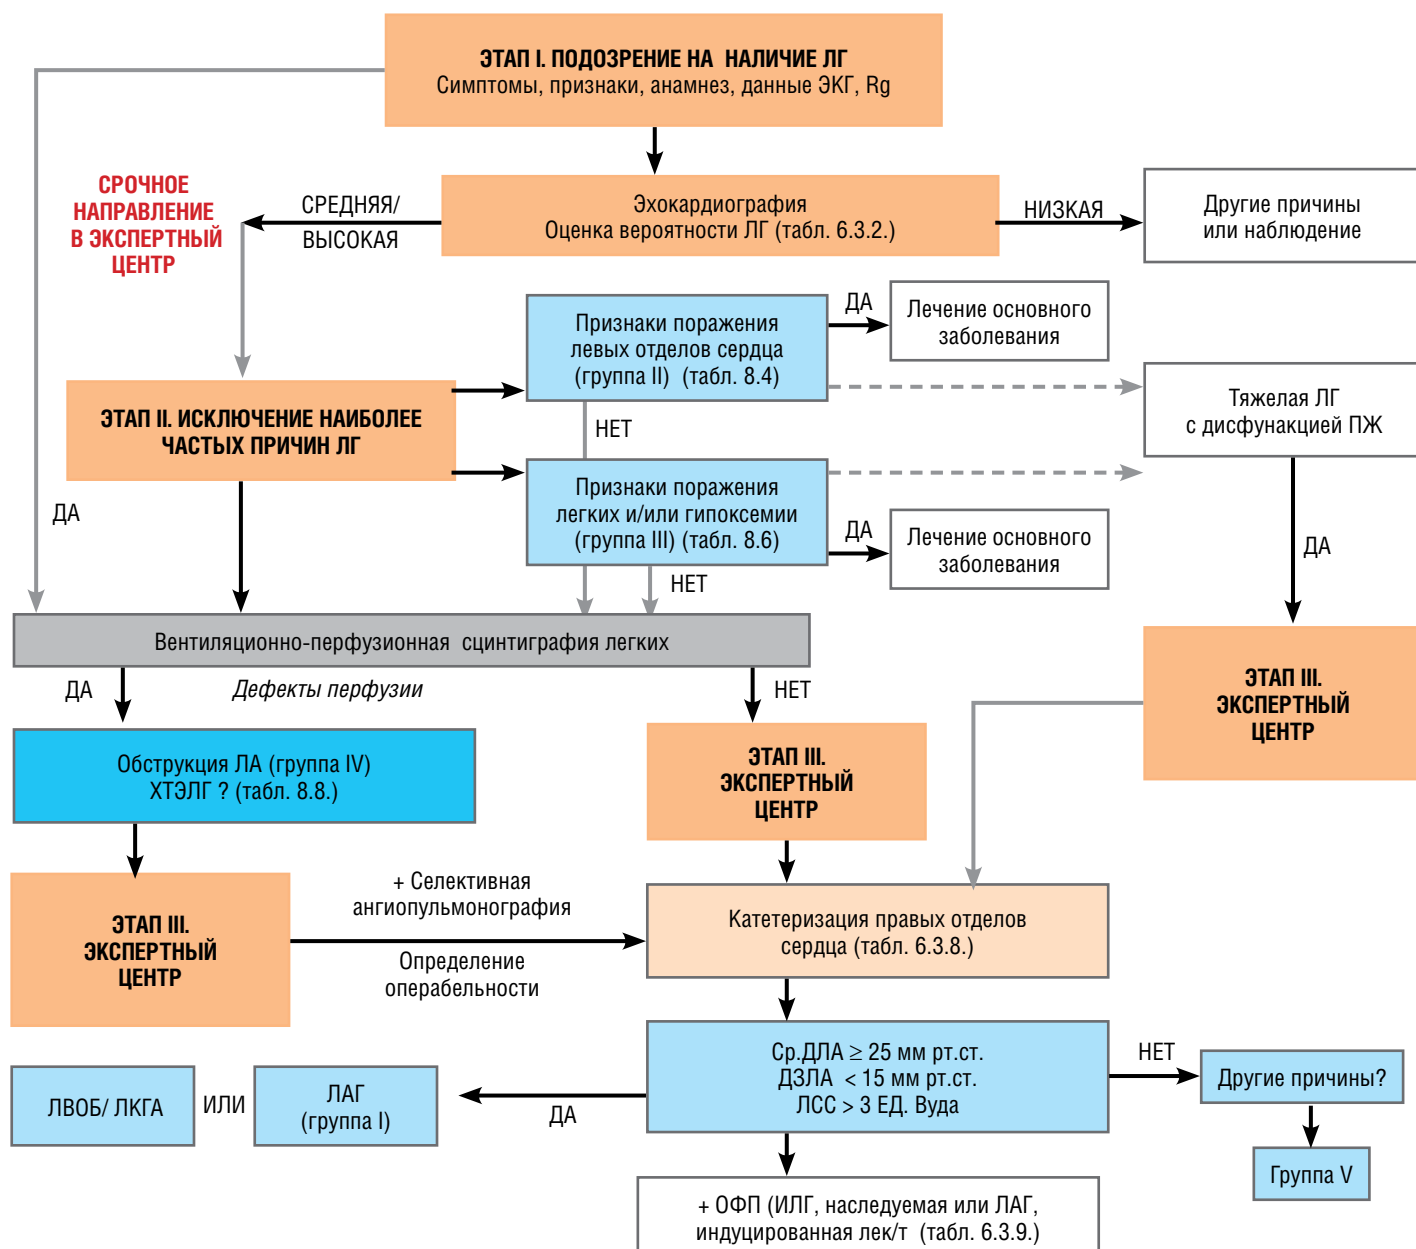 ЭТАП I. ПОДОЗРЕНИЕ НА НАЛИЧИЕ ЛГ
Симптомы, признаки, анамнез, данные ЭКГ, Rg
СРОЧНОЕ
НАПРАВЛЕНИЕ
В ЭКСПЕРТНЫЙ
ЦЕНТР
СРЕДНЯЯ/
ВЫСОКАЯ
Эхокардиография
Оценка вероятности ЛГ (табл. 6.3.2.)
НИЗКАЯ
Другие причины
или наблюдение
Признаки поражения
левых отделов сердца
(группа II) (табл. 8.4)
ДА
Лечение основного
заболевания
ЭТАП II. ИСКЛЮЧЕНИЕ НАИБОЛЕЕ
ЧАСТЫХ ПРИЧИН ЛГ
НЕТ
Тяжелая ЛГ
с дисфунакцией ПЖ
Признаки поражения
легких и/или гипоксемии
(группа III) (табл. 8.6)
ДА
Лечение основного
заболевания
ДА
НЕТ
ДА
Вентиляционно-перфузионная сцинтиграфия легких
ДА
Дефекты перфузии
НЕТ
ЭТАП III.
ЭКСПЕРТНЫЙ
ЦЕНТР
Обструкция ЛА (группа IV)
ХТЭЛГ ? (табл. 8.8.)
ЭТАП III.
ЭКСПЕРТНЫЙ
ЦЕНТР
ЭТАП III.
ЭКСПЕРТНЫЙ
ЦЕНТР
+ Селективная
ангиопульмонография
Определение
операбельности
Катетеризация правых отделов
сердца (табл. 6.3.8.)
Ср.ДЛА ≥ 25 мм рт.ст.
ДЗЛА < 15 мм рт.ст.
ЛСС > 3 ЕД. Вуда
НЕТ
Другие причины?
Группа V
ДА
ЛВОБ/ ЛКГА
ИЛИ
ЛАГ
(группа I)
+ ОФП (ИЛГ, наследуемая или ЛАГ,
индуцированная лек/т (табл. 6.3.9.)